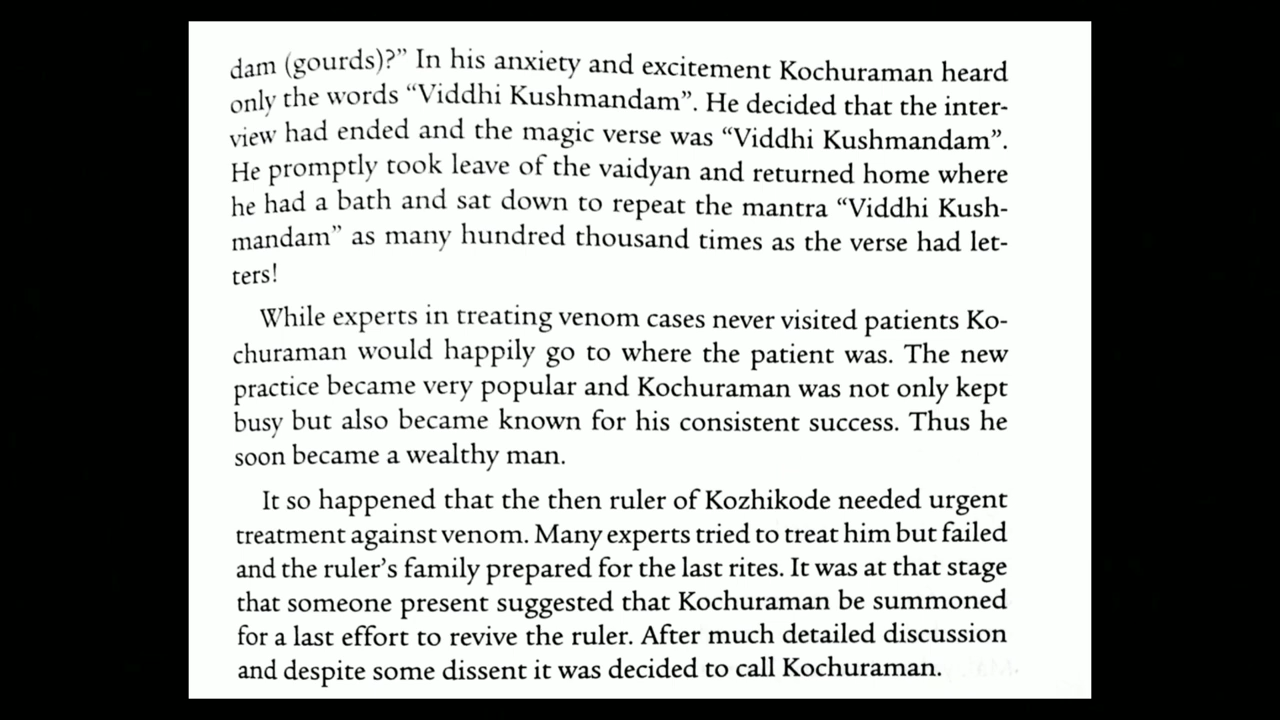 dam (gourds)?” In his anxiety and excitement Kochuraman heard
only the words “Viddhi Kushmandam”. He decided that the inter-
view had ended and the magic verse was “Viddhi Kushmandam”.
He promptly took leave of the vaidyan and returned home where
he had a bath and sat down to repeat the mantra “Viddhi Kush-
mandam” as many hundred thousand times as the verse had let-
ters!
While experts in treating venom cases never visited patients Ko-
churaman would happily go to where the patient was. The new
practice became very popular and Kochuraman was not only kept
busy but also became known for his consistent success. Thus he
soon became a wealthy man.
It so happened that the then ruler of Kozhikode needed urgent
treatment against venom. Many experts tried to treat him but failed
and the ruler’s family prepared for the last rites. It was at that stage
that someone present suggested that Kochuraman be summoned
for a last effort to revive the ruler. After much detailed discussion
and despite some dissent it was decided to call Kochuraman.